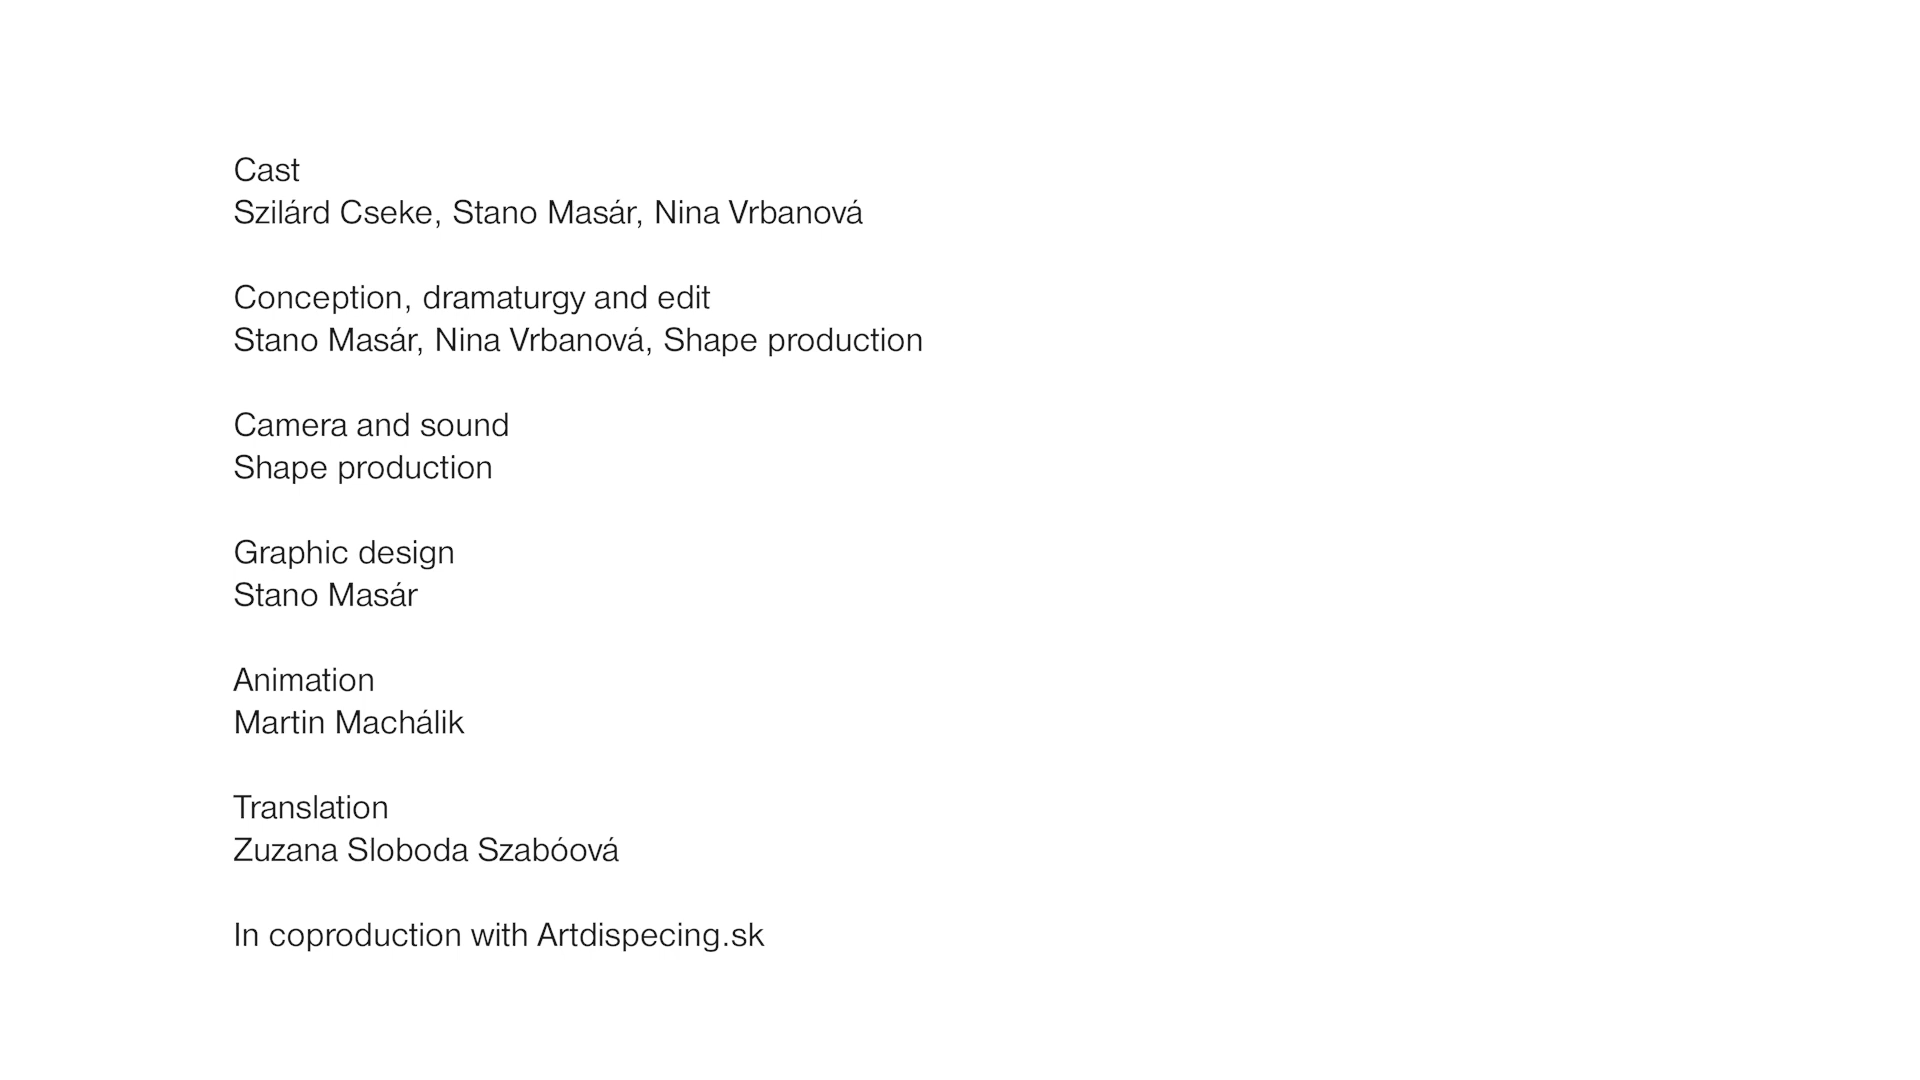 Cast
Szilárd Cseke, Stano Masár, Nina Vrbanová
Conception, dramaturgy and edit
Stano Masár, Nina Vrbanová, Shape production
Camera and sound
Shape production
Graphic design
Stano Masár
Animation
Martin Machálik
Translation
Zuzana Sloboda Szabóová
In coproduction with Artdispecing.sk